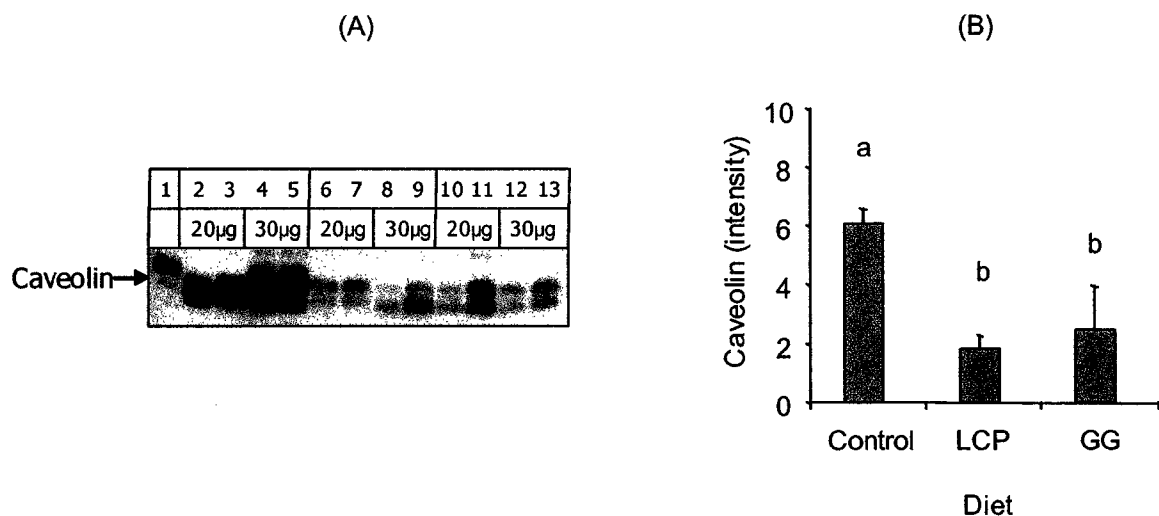 (A)
(B)
1 2 3 4 5 6 7 8 9 10 11 12 13
20µg 30µg 20µg 30µg 20µg 30µg
Caveolin
Caveolin (intensity)
10
8
6
4
2
0
a
b
b
Control LCP GG
Diet